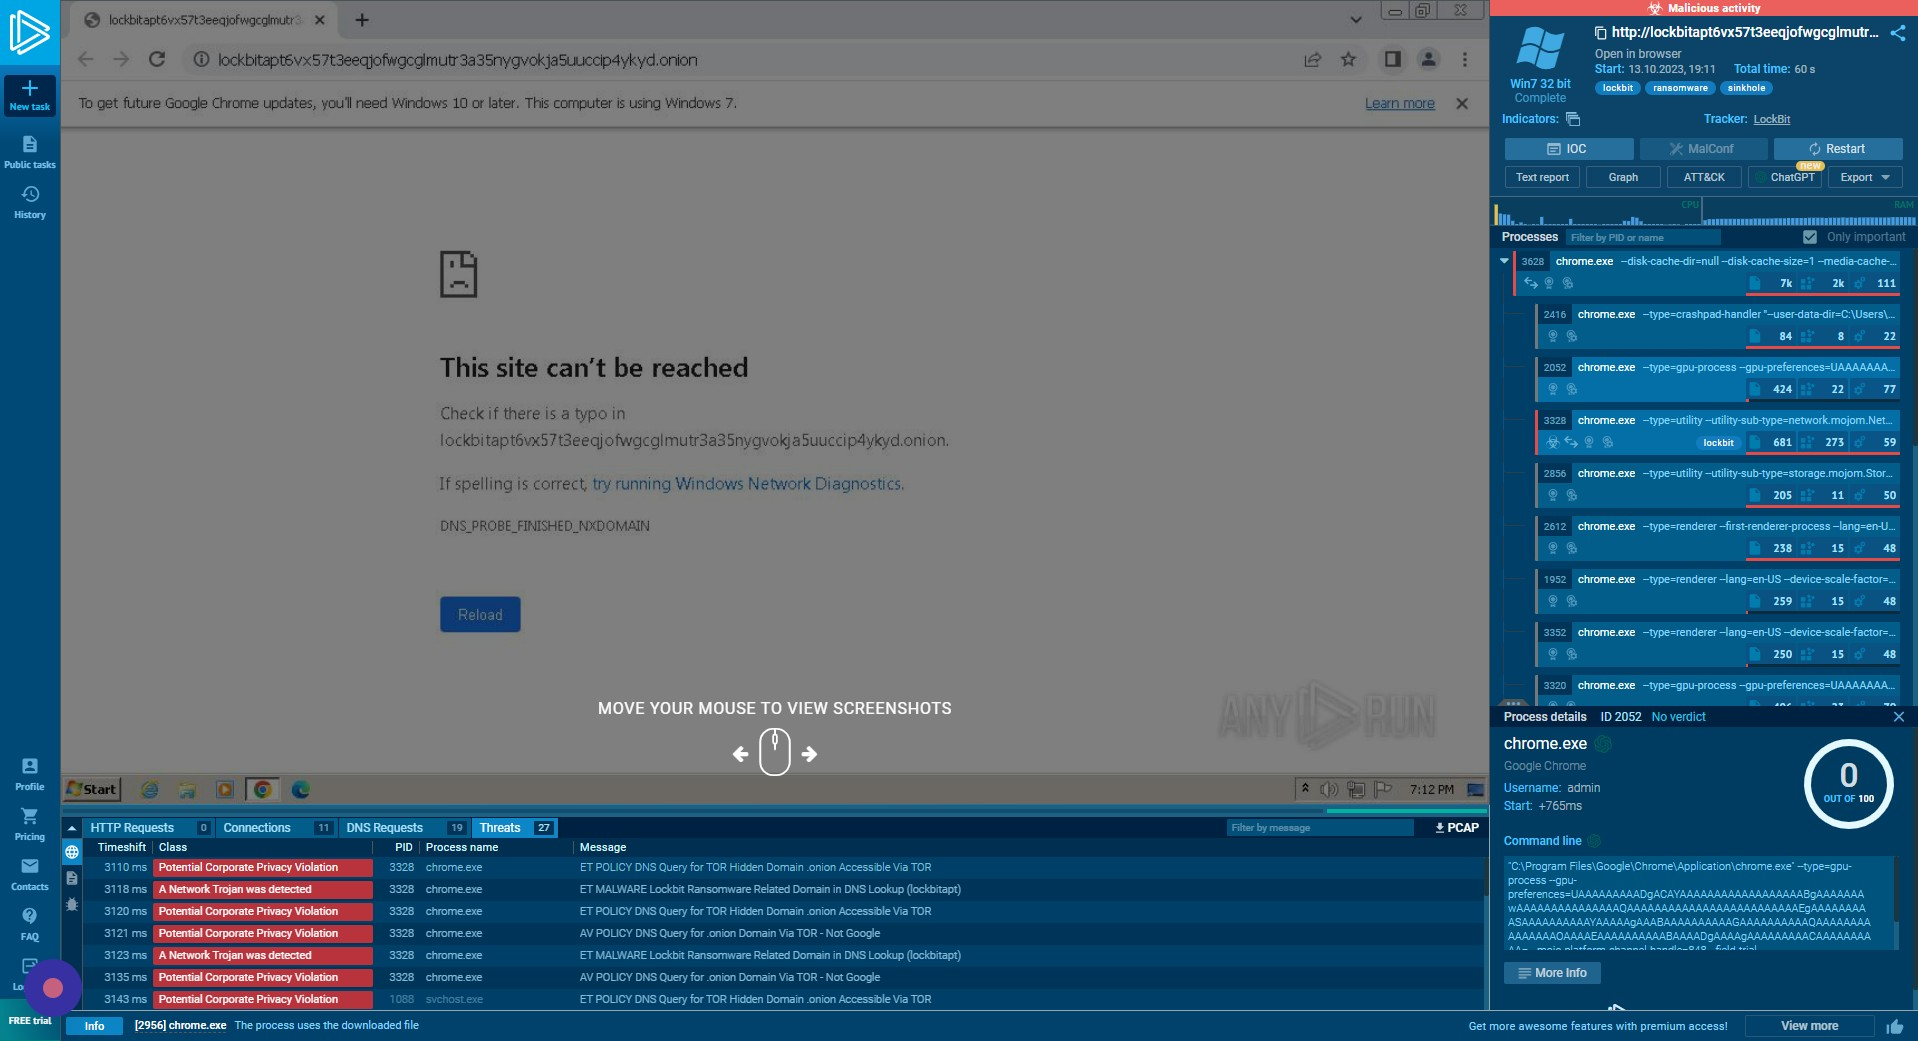 New task
Public tasks
History
Profile
Pricing
Contacts
FAQ
FREE trial
lockbitapt6vx57t3eeqjofwgcglmutr3
lockbitapt6vx57t3eeqjofwgcglmutr3a35nygvokja5uuccip4ykyd.onion
To get future Google Chrome updates, you'll need Windows 10 or later. This computer is using Windows 7.
Learn more
This site can't be reached
Check if there is a typo in
lockbitapt6vx57t3eeqjofwgcglmutr3a35nygvokja5uuccip4ykyd.onion.
If spelling is correct, try running Windows Network Diagnostics.
DNS_PROBE_FINISHED_NXDOMAIN
Reload
MOVE YOUR MOUSE TO VIEW SCREENSHOTS
ANY RUN
Start
7:12 PM
HTTP Requests 0 Connections 11 DNS Requests 19 Threats 27 Filter by message PCAP
Timeshift Class PID Process name Message
3110 ms Potential Corporate Privacy Violation 3328 chrome.exe ET POLICY DNS Query for TOR Hidden Domain .onion Accessible Via TOR
3118 ms A Network Trojan was detected 3328 chrome.exe ET MALWARE Lockbit Ransomware Related Domain in DNS Lookup (lockbitapt)
3120 ms Potential Corporate Privacy Violation 3328 chrome.exe ET POLICY DNS Query for TOR Hidden Domain .onion Accessible Via TOR
3121 ms Potential Corporate Privacy Violation 3328 chrome.exe AV POLICY DNS Query for .onion Domain Via TOR - Not Google
3123 ms A Network Trojan was detected 3328 chrome.exe ET MALWARE Lockbit Ransomware Related Domain in DNS Lookup (lockbitapt)
3135 ms Potential Corporate Privacy Violation 3328 chrome.exe AV POLICY DNS Query for .onion Domain Via TOR - Not Google
3143 ms Potential Corporate Privacy Violation 1088 svchost.exe ET POLICY DNS Query for TOR Hidden Domain .onion Accessible Via TOR
Info [2956] chrome.exe The process uses the downloaded file
Get more awesome features with premium access! View more
Malicious activity
http://lockbitapt6vx57t3eeqjofwgcglmutr...
Open in browser
Win7 32 bit
Complete
Start: 13.10.2023, 19:11 Total time: 60 s
lockbit ransomware sinkhole
Indicators: Tracker: LockBit
IOC MalConf Restart
new
Text report Graph ATT&CK ChatGPT Export
CPU RAM
Processes Filter by PID or name Only important
3628 chrome.exe --disk-cache-dir=null --disk-cache-size=1 --media-cache-...
7k 2k 111
2416 chrome.exe --type=crashpad-handler "--user-data-dir=C:\Users\...
84 8 22
2052 chrome.exe --type=gpu-process --gpu-preferences=UAAAAAAA...
424 22 77
3328 chrome.exe --type=utility --utility-sub-type=network.mojom.Net...
lockbit 681 273 59
2856 chrome.exe --type=utility --utility-sub-type=storage.mojom.Stor...
205 11 50
2612 chrome.exe --type=renderer --first-renderer-process --lang=en-U...
238 15 48
1952 chrome.exe --type=renderer --lang=en-US --device-scale-factor=...
259 15 48
3352 chrome.exe --type=renderer --lang=en-US --device-scale-factor=...
250 15 48
3320 chrome.exe --type=gpu-process --gpu-preferences=UAAAAAAA...
Process details ID 2052 No verdict
chrome.exe
Google Chrome
Username: admin
Start: +765ms
0
OUT OF 100
Command line
"C:\Program Files\Google\Chrome\Application\chrome.exe" --type=gpu-
process --gpu-
More Info